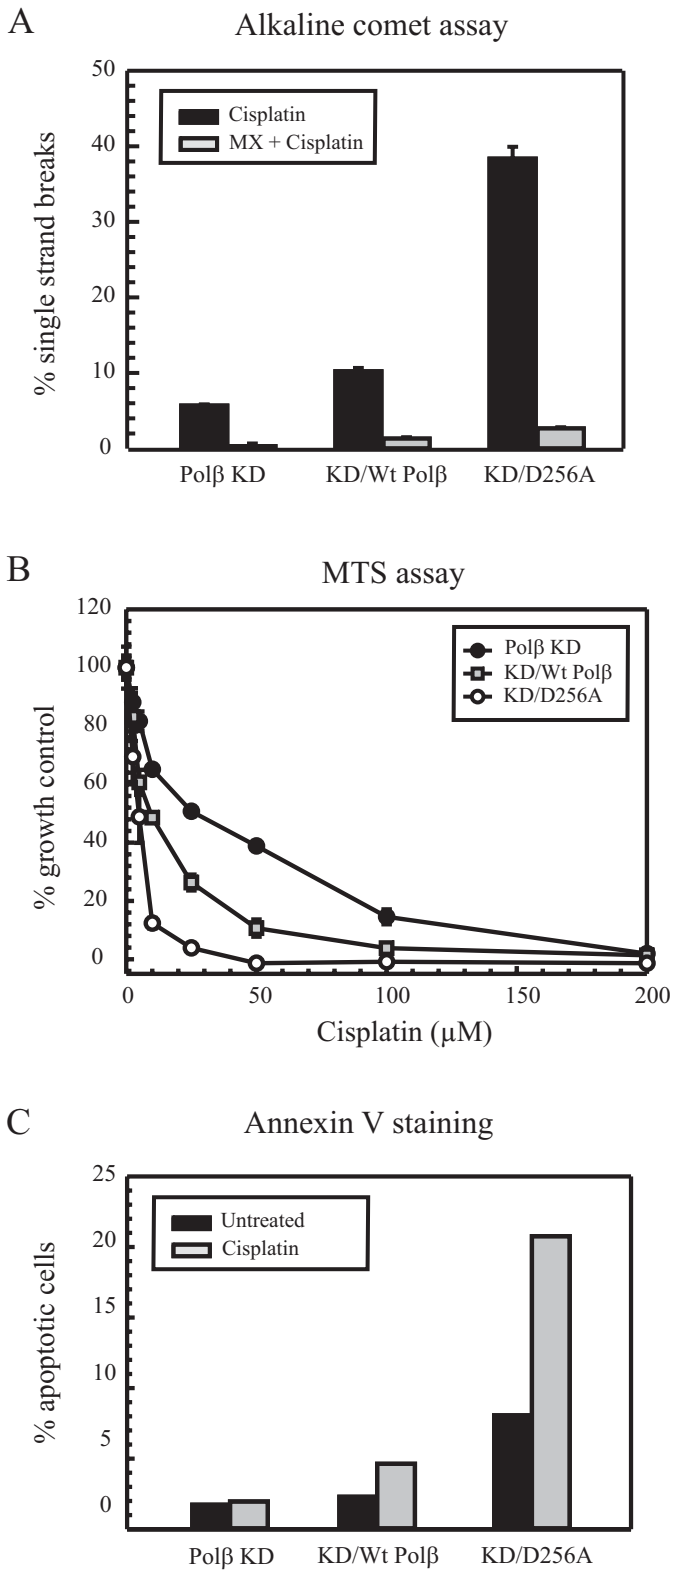 A
Alkaline comet assay
50
40
30
20
10
0
% single strand breaks
Cisplatin
MX + Cisplatin
Polβ KD
KD/Wt Polβ
KD/D256A
B
MTS assay
120
100
80
60
40
20
0
% growth control
Polβ KD
KD/Wt Polβ
KD/D256A
0
50
100
150
200
Cisplatin (µM)
C
Annexin V staining
25
20
15
10
5
0
% apoptotic cells
Untreated
Cisplatin
Polβ KD
KD/Wt Polβ
KD/D256A